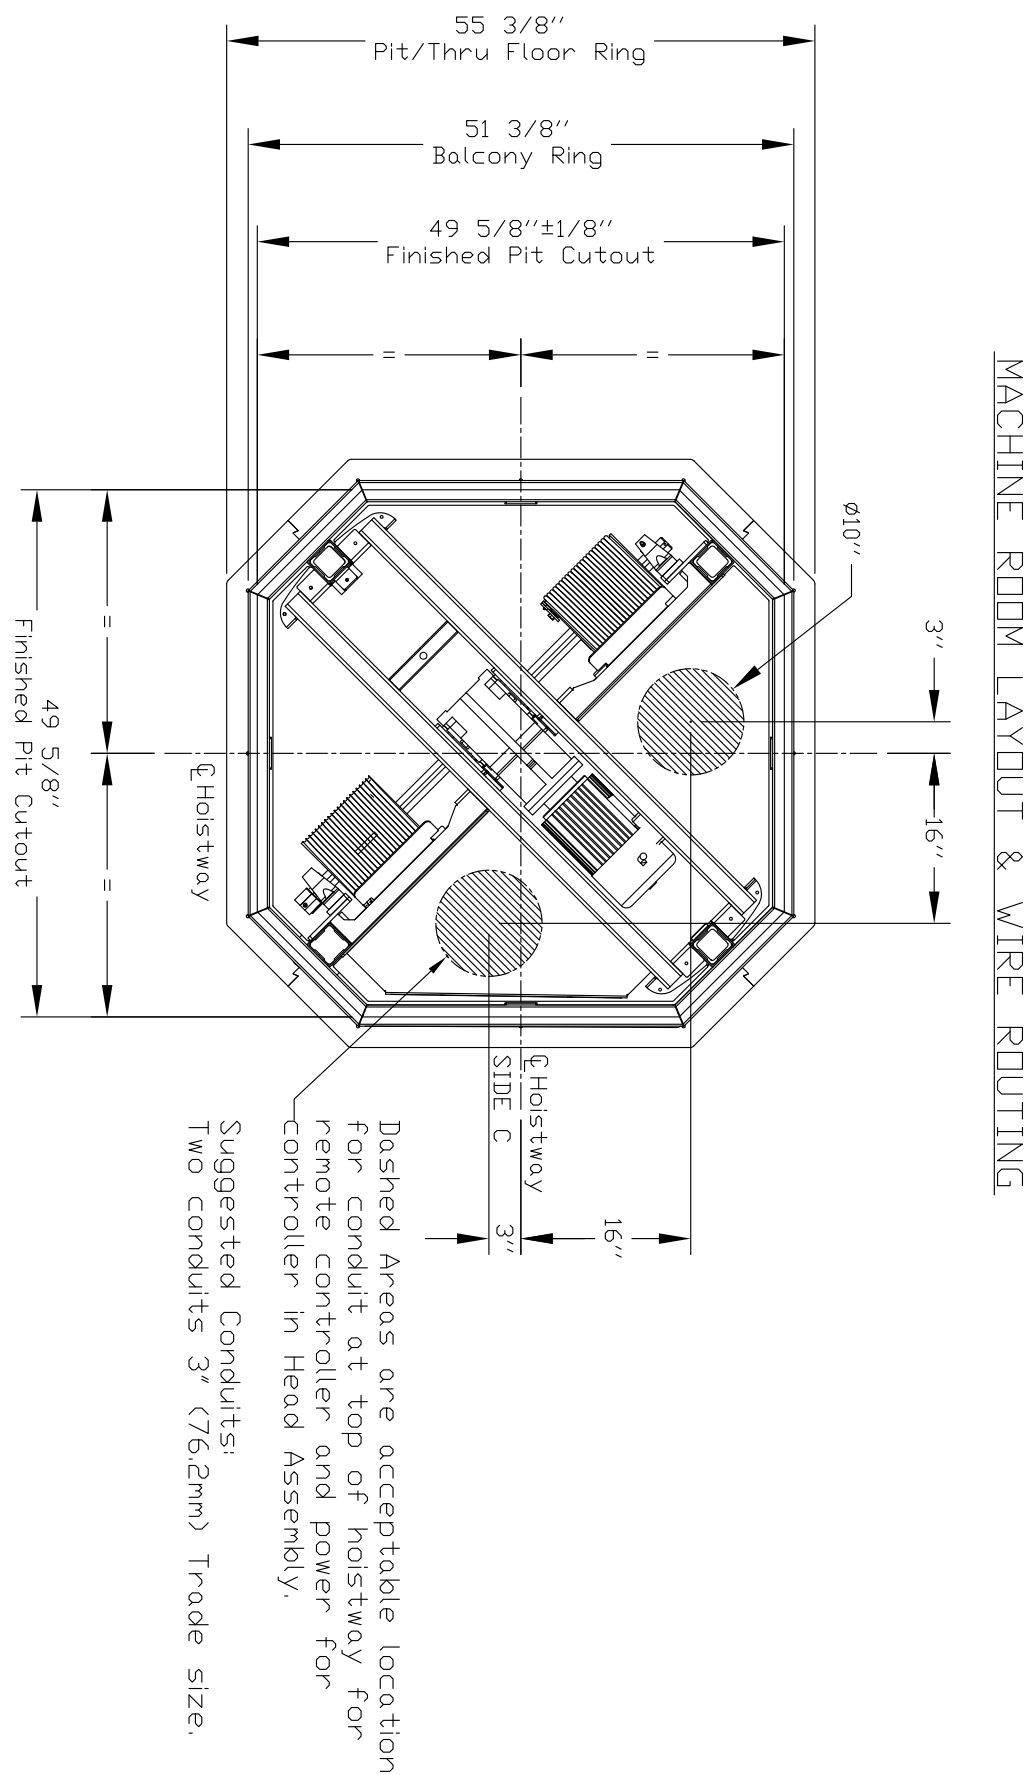 MACHINE ROOM LAYOUT & WIRE ROUTING
55 3/8''
Pit/Thru Floor Ring
51 3/8''
Balcony Ring
49 5/8''±1/8''
Finished Pit Cutout
=
=
ø10''
3''
16''
=
=
49 5/8''
Finished Pit Cutout
℄ Hoistway
℄ Hoistway
SIDE C
16''
3''
Dashed Areas are acceptable location
for conduit at top of hoistway for
remote controller and power for
controller in Head Assembly.
Suggested Conduits:
Two conduits 3" (76.2mm) Trade size.